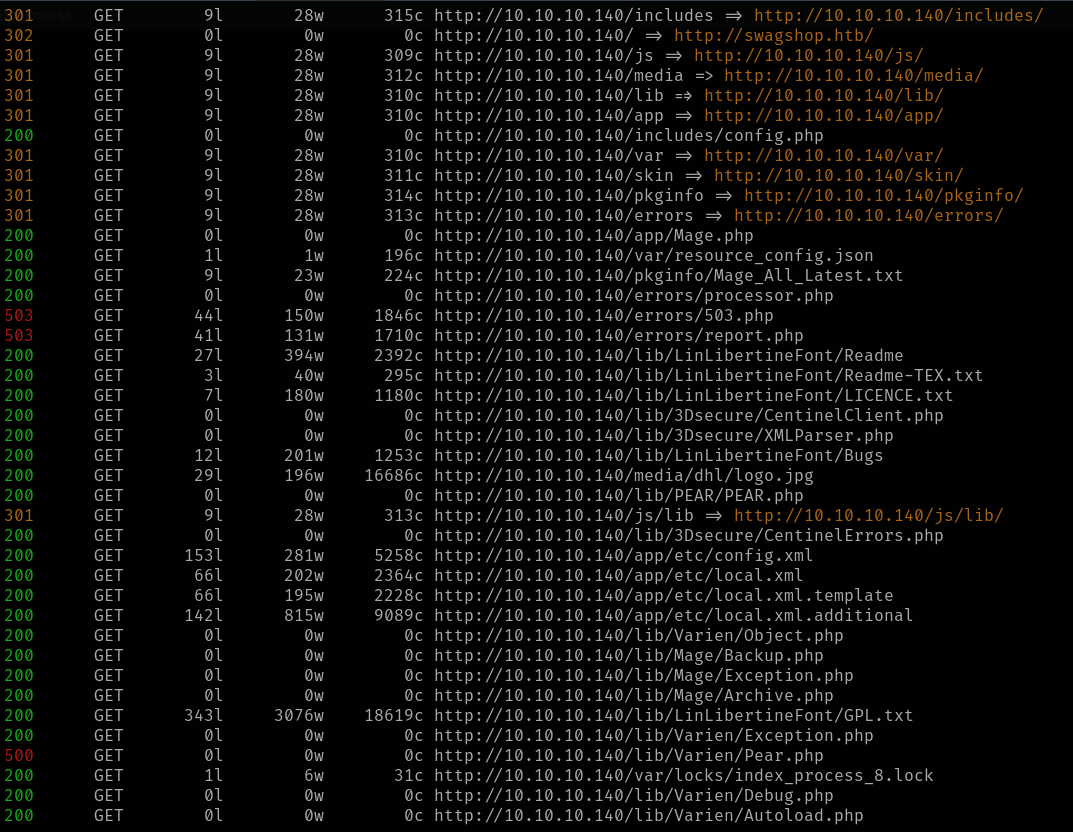 301 GET 9l 28w 315c http://10.10.10.140/includes => http://10.10.10.140/includes/
302 GET 0l 0w 0c http://10.10.10.140/ => http://swagshop.htb/
301 GET 9l 28w 309c http://10.10.10.140/js => http://10.10.10.140/js/
301 GET 9l 28w 312c http://10.10.10.140/media => http://10.10.10.140/media/
301 GET 9l 28w 310c http://10.10.10.140/lib => http://10.10.10.140/lib/
301 GET 9l 28w 310c http://10.10.10.140/app => http://10.10.10.140/app/
200 GET 0l 0w 0c http://10.10.10.140/includes/config.php
301 GET 9l 28w 310c http://10.10.10.140/var => http://10.10.10.140/var/
301 GET 9l 28w 311c http://10.10.10.140/skin => http://10.10.10.140/skin/
301 GET 9l 28w 314c http://10.10.10.140/pkginfo => http://10.10.10.140/pkginfo/
301 GET 9l 28w 313c http://10.10.10.140/errors => http://10.10.10.140/errors/
200 GET 0l 0w 0c http://10.10.10.140/app/Mage.php
200 GET 1l 1w 196c http://10.10.10.140/var/resource_config.json
200 GET 9l 23w 224c http://10.10.10.140/pkginfo/Mage_All_Latest.txt
200 GET 0l 0w 0c http://10.10.10.140/errors/processor.php
503 GET 44l 150w 1846c http://10.10.10.140/errors/503.php
503 GET 41l 131w 1710c http://10.10.10.140/errors/report.php
200 GET 27l 394w 2392c http://10.10.10.140/lib/LinLibertineFont/Readme
200 GET 3l 40w 295c http://10.10.10.140/lib/LinLibertineFont/Readme-TEX.txt
200 GET 7l 180w 1180c http://10.10.10.140/lib/LinLibertineFont/LICENCE.txt
200 GET 0l 0w 0c http://10.10.10.140/lib/3Dsecure/CentinelClient.php
200 GET 0l 0w 0c http://10.10.10.140/lib/3Dsecure/XMLParser.php
200 GET 12l 201w 1253c http://10.10.10.140/lib/LinLibertineFont/Bugs
200 GET 29l 196w 16686c http://10.10.10.140/media/dhl/logo.jpg
200 GET 0l 0w 0c http://10.10.10.140/lib/PEAR/PEAR.php
301 GET 9l 28w 313c http://10.10.10.140/js/lib => http://10.10.10.140/js/lib/
200 GET 0l 0w 0c http://10.10.10.140/lib/3Dsecure/CentinelErrors.php
200 GET 153l 281w 5258c http://10.10.10.140/app/etc/config.xml
200 GET 66l 202w 2364c http://10.10.10.140/app/etc/local.xml
200 GET 66l 195w 2228c http://10.10.10.140/app/etc/local.xml.template
200 GET 142l 815w 9089c http://10.10.10.140/app/etc/local.xml.additional
200 GET 0l 0w 0c http://10.10.10.140/lib/Varien/Object.php
200 GET 0l 0w 0c http://10.10.10.140/lib/Mage/Backup.php
200 GET 0l 0w 0c http://10.10.10.140/lib/Mage/Exception.php
200 GET 0l 0w 0c http://10.10.10.140/lib/Mage/Archive.php
200 GET 343l 3076w 18619c http://10.10.10.140/lib/LinLibertineFont/GPL.txt
200 GET 0l 0w 0c http://10.10.10.140/lib/Varien/Exception.php
500 GET 0l 0w 0c http://10.10.10.140/lib/Varien/Pear.php
200 GET 1l 6w 31c http://10.10.10.140/var/locks/index_process_8.lock
200 GET 0l 0w 0c http://10.10.10.140/lib/Varien/Debug.php
200 GET 0l 0w 0c http://10.10.10.140/lib/Varien/Autoload.php